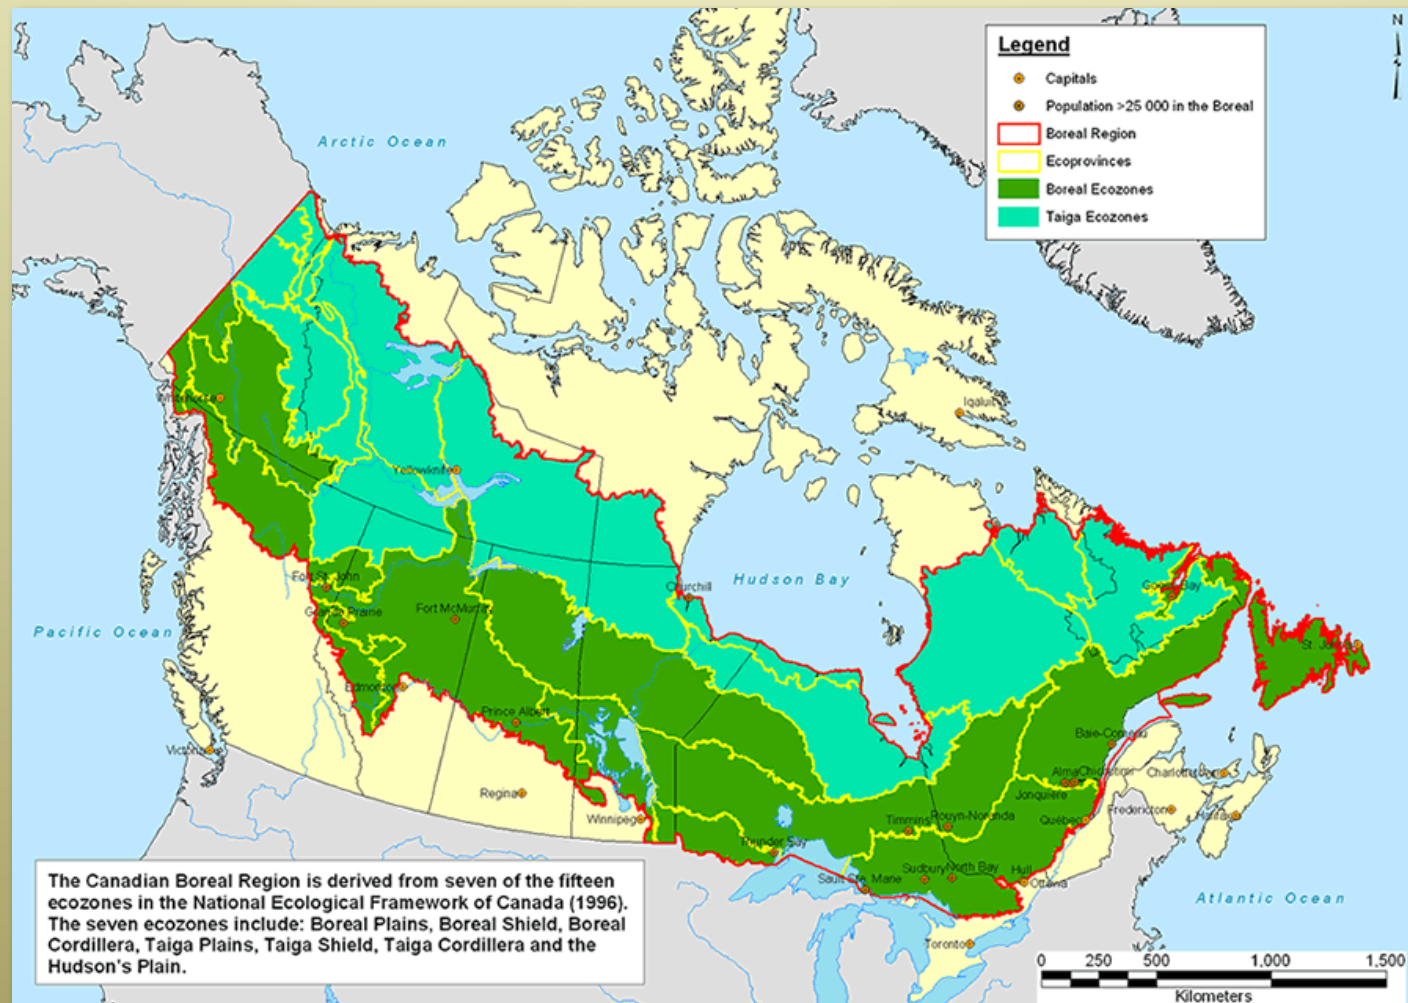 N
Legend
Capitals
Population >25 000 in the Boreal
Boreal Region
Ecoprovinces
Boreal Ecozones
Taiga Ecozones
Arctic Ocean
Iqaluit
Whitehorse
Yellowknife
Churchill
Hudson Bay
Fort St. John
Grande Prairie
Fort McMurray
Goose Bay
Pacific Ocean
St. John's
Edmonton
Prince Albert
Victoria
Baie-Comeau
Regina
Alma
Chicoutimi
Charlottetown
Jonquière
Winnipeg
Timmins
Rouyn-Noranda
Québec
Fredericton
Halifax
Thunder Bay
Sault Ste. Marie
Sudbury
North Bay
Hull
Ottawa
Atlantic Ocean
Toronto
The Canadian Boreal Region is derived from seven of the fifteen
ecozones in the National Ecological Framework of Canada (1996).
The seven ecozones include: Boreal Plains, Boreal Shield, Boreal
Cordillera, Taiga Plains, Taiga Shield, Taiga Cordillera and the
Hudson's Plain.
0 250 500 1,000 1,500
Kilometers